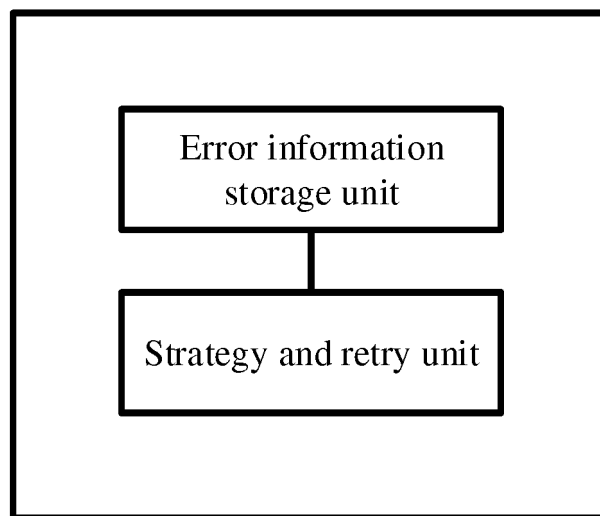 Error information
storage unit
Strategy and retry unit